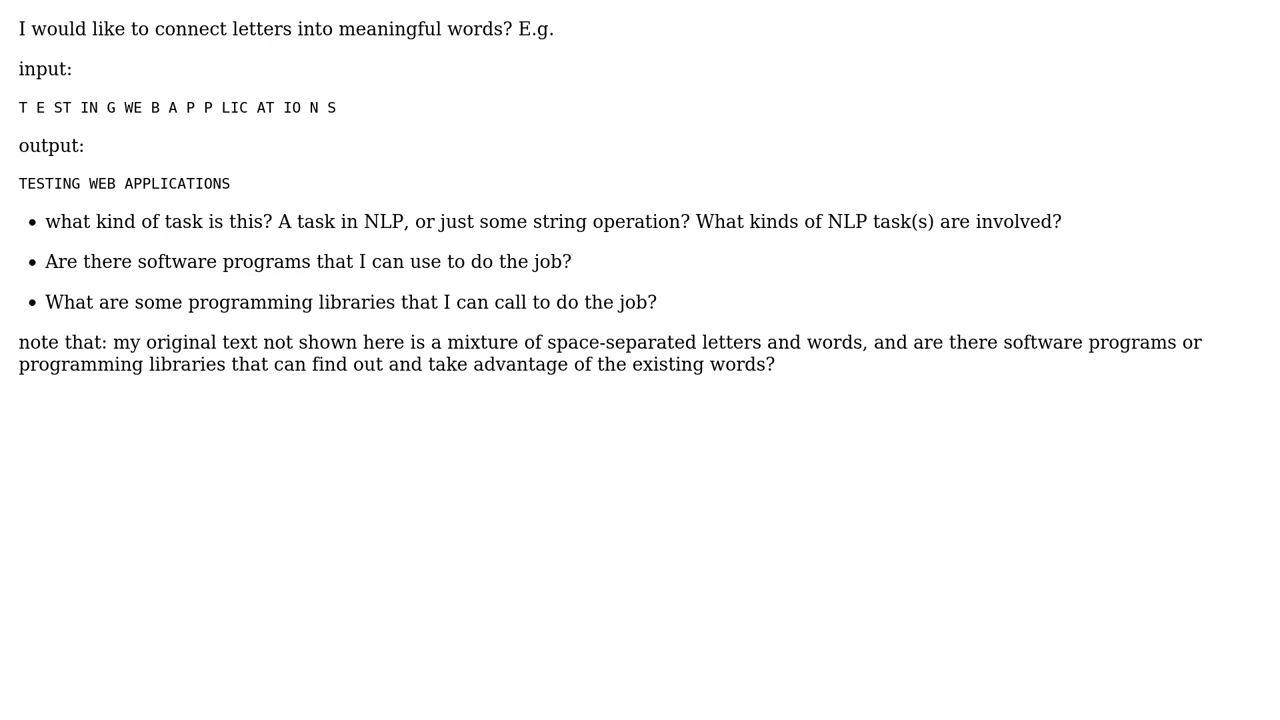 I would like to connect letters into meaningful words? E.g.
input:
T E ST IN G WE B A P P LIC AT IO N S
output:
TESTING WEB APPLICATIONS
• what kind of task is this? A task in NLP, or just some string operation? What kinds of NLP task(s) are involved?
• Are there software programs that I can use to do the job?
• What are some programming libraries that I can call to do the job?
note that: my original text not shown here is a mixture of space-separated letters and words, and are there software programs or
programming libraries that can find out and take advantage of the existing words?